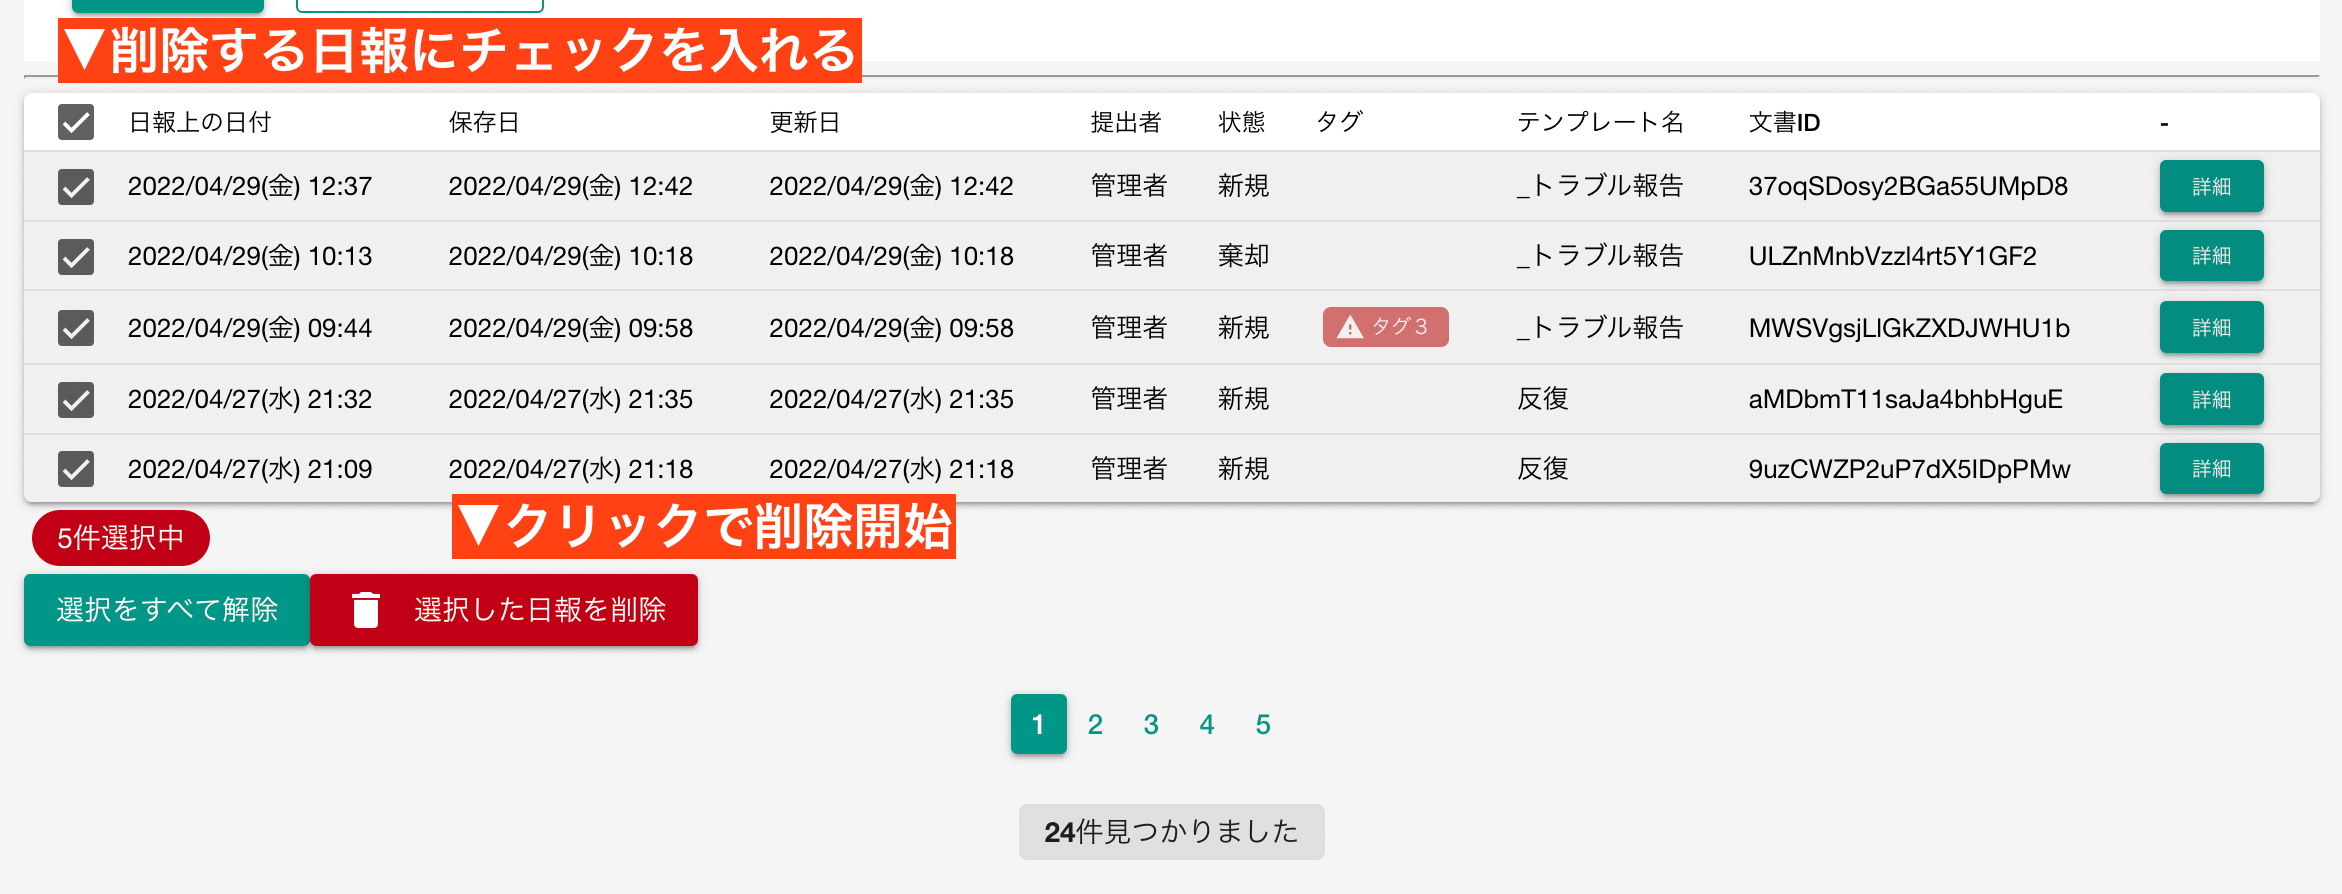 ▼削除する日報にチェックを入れる
日報上の日付 保存日 更新日 提出者 状態 タグ テンプレート名 文書ID -
2022/04/29(金) 12:37 2022/04/29(金) 12:42 2022/04/29(金) 12:42 管理者 新規 _トラブル報告 37oqSDosy2BGa55UMpD8 詳細
2022/04/29(金) 10:13 2022/04/29(金) 10:18 2022/04/29(金) 10:18 管理者 棄却 _トラブル報告 ULZnMnbVzzl4rt5Y1GF2 詳細
2022/04/29(金) 09:44 2022/04/29(金) 09:58 2022/04/29(金) 09:58 管理者 新規 タグ3 _トラブル報告 MWSVgsjLlGkZXDJWHU1b 詳細
2022/04/27(水) 21:32 2022/04/27(水) 21:35 2022/04/27(水) 21:35 管理者 新規 反復 aMDbmT11saJa4bhbHguE 詳細
2022/04/27(水) 21:09 2022/04/27(水) 21:18 2022/04/27(水) 21:18 管理者 新規 反復 9uzCWZP2uP7dX5IDpPMw 詳細
▼クリックで削除開始
5件選択中
選択をすべて解除 選択した日報を削除
1 2 3 4 5
24件見つかりました